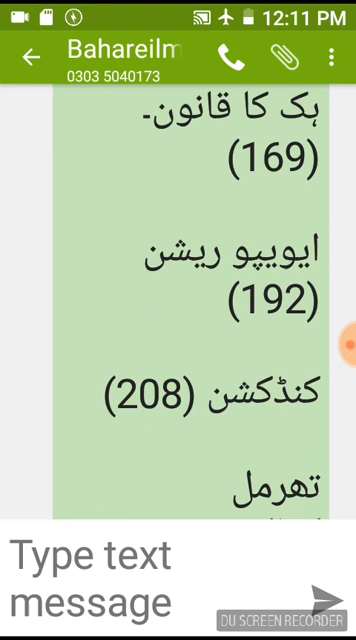 12:11 PM
Bahareilm
0303 5040173
ہک کا قانون۔
(169)
ایویپو ریشن
(192)
کنڈکشن (208)
تھرمل
Type text
message
DU SCREEN RECORDER